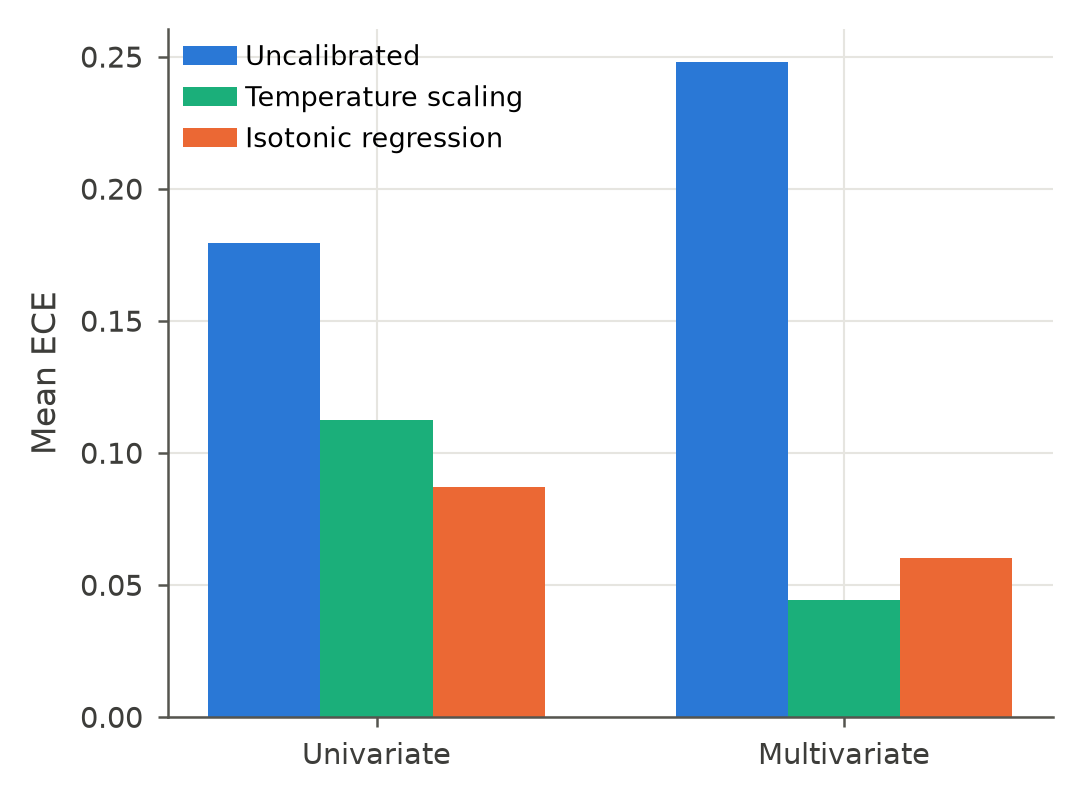 Uncalibrated
Temperature scaling
Isotonic regression
Mean ECE
0.25
0.20
0.15
0.10
0.05
0.00
Univariate
Multivariate